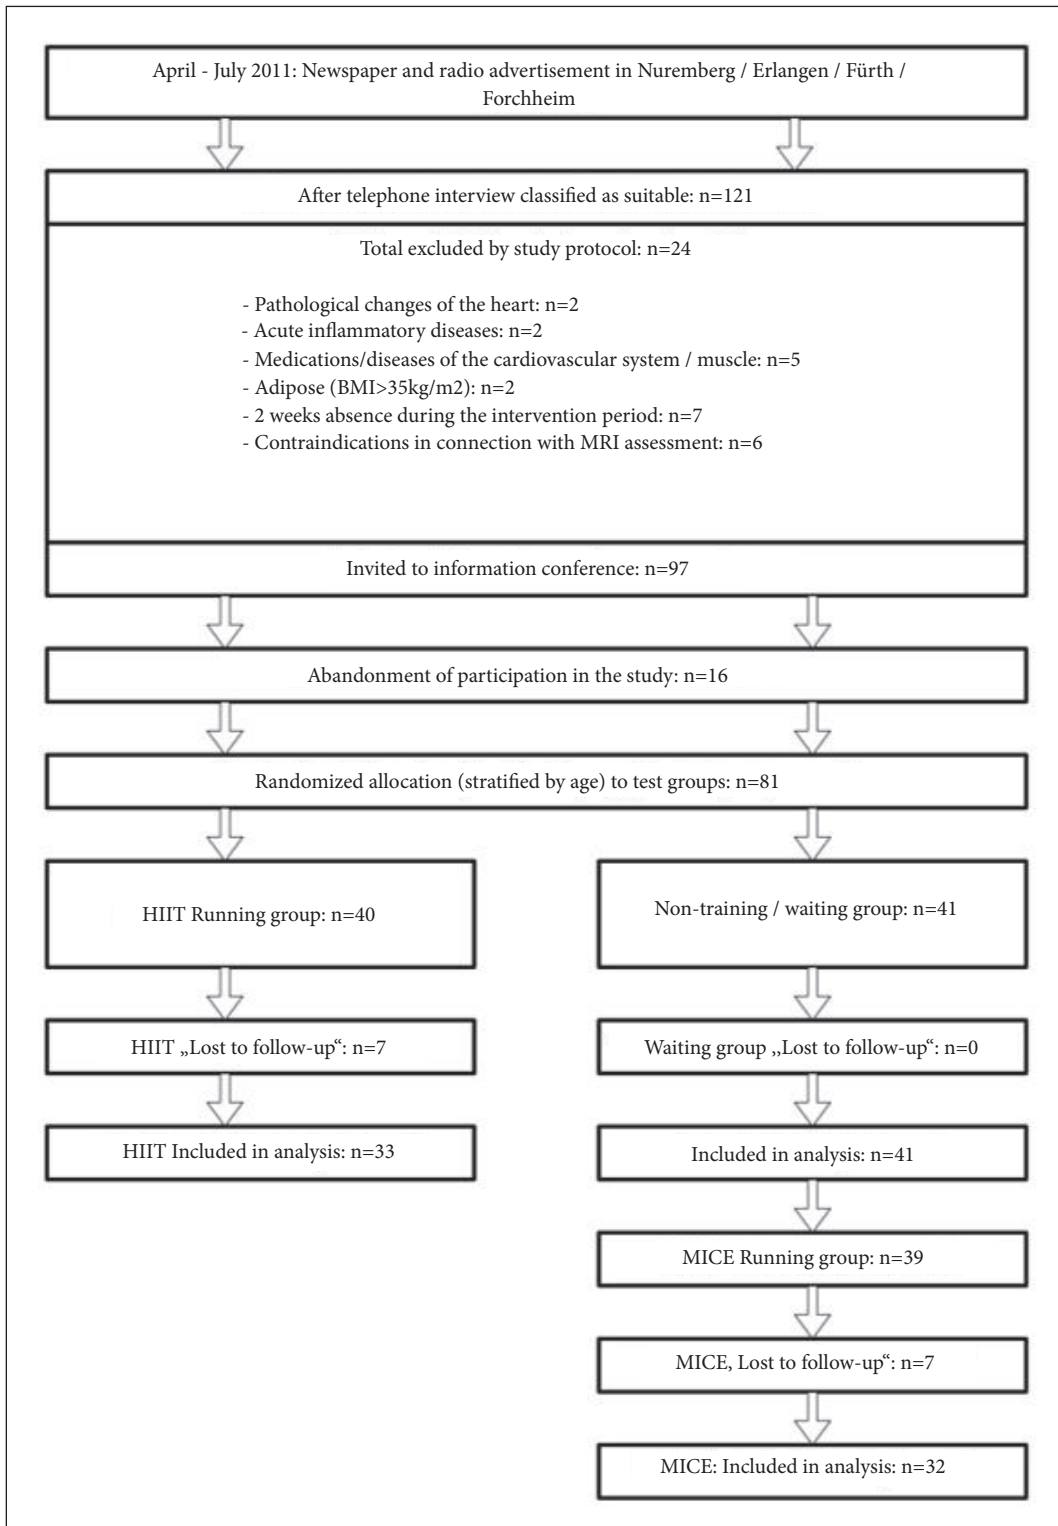 April - July 2011: Newspaper and radio advertisement in Nuremberg / Erlangen / Fürth /
Forchheim
After telephone interview classified as suitable: n=121
Total excluded by study protocol: n=24
- Pathological changes of the heart: n=2
- Acute inflammatory diseases: n=2
- Medications/diseases of the cardiovascular system / muscle: n=5
- Adipose (BMI>35kg/m2): n=2
- 2 weeks absence during the intervention period: n=7
- Contraindications in connection with MRI assessment: n=6
Invited to information conference: n=97
Abandonment of participation in the study: n=16
Randomized allocation (stratified by age) to test groups: n=81
HIIT Running group: n=40
Non-training / waiting group: n=41
HIIT „Lost to follow-up“: n=7
Waiting group „Lost to follow-up“: n=0
HIIT Included in analysis: n=33
Included in analysis: n=41
MICE Running group: n=39
MICE, Lost to follow-up“: n=7
MICE: Included in analysis: n=32